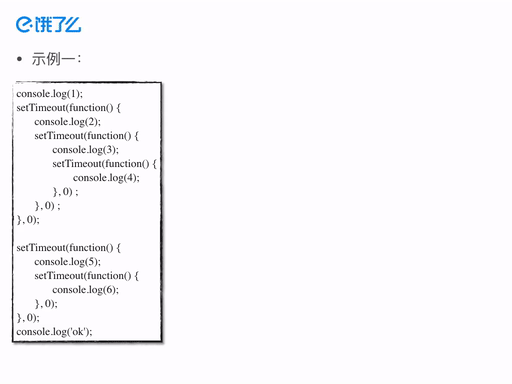 饿了么
• 示例一：
console.log(1);
setTimeout(function() {
console.log(2);
setTimeout(function() {
console.log(3);
setTimeout(function() {
console.log(4);
}, 0) ;
}, 0) ;
}, 0);
setTimeout(function() {
console.log(5);
setTimeout(function() {
console.log(6);
}, 0);
}, 0);
console.log('ok');